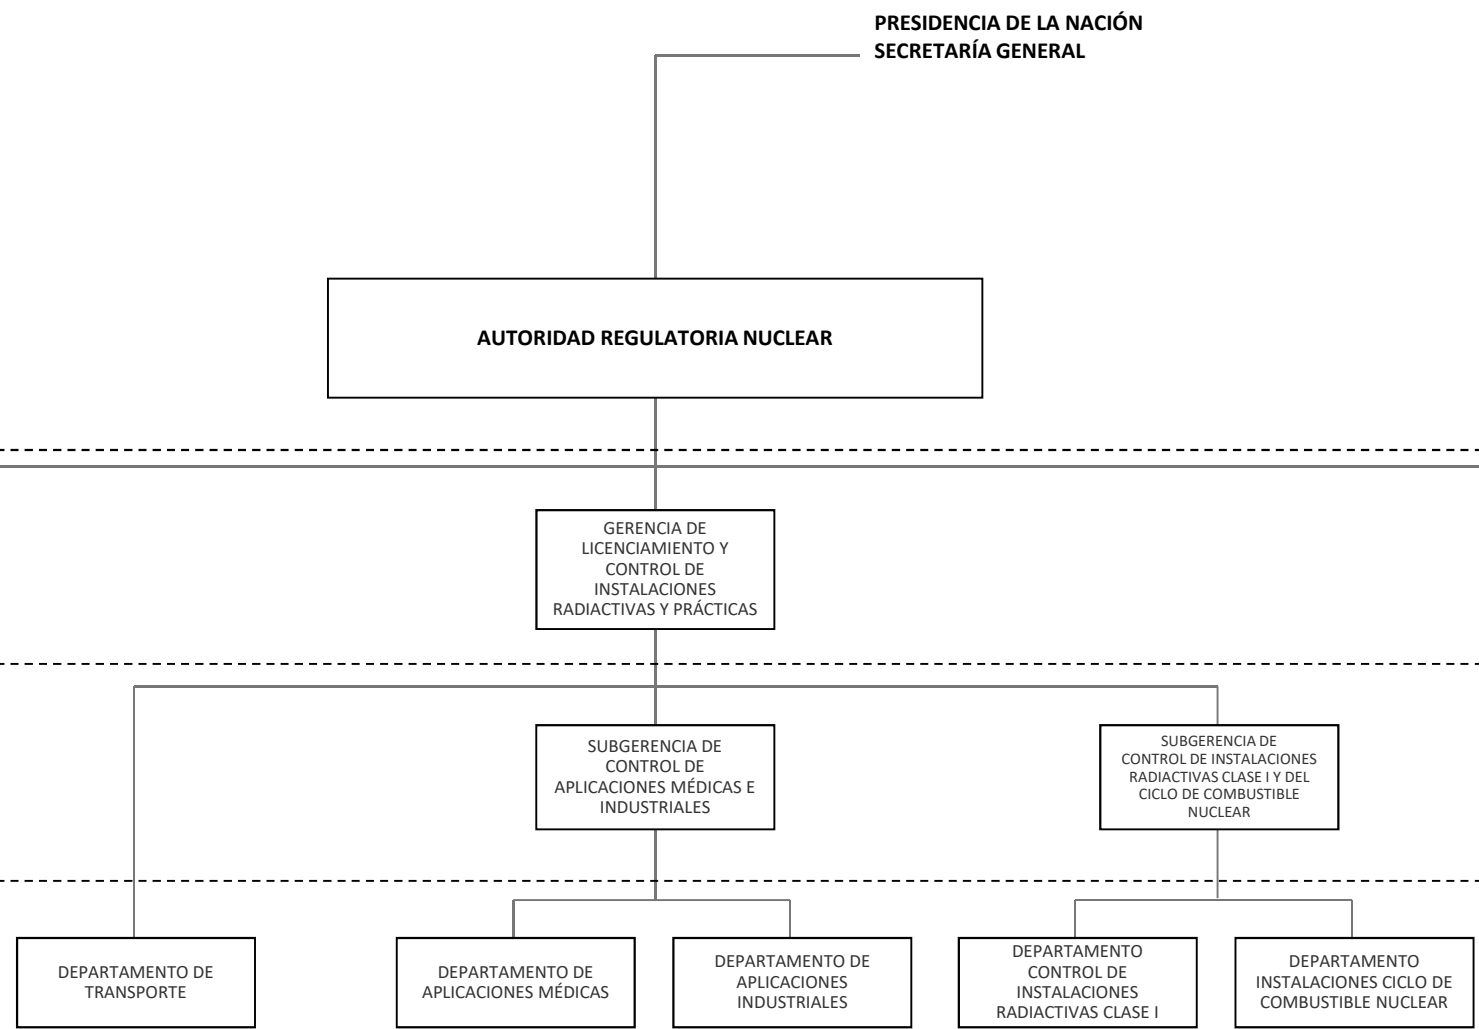 PRESIDENCIA DE LA NACIÓN
SECRETARÍA GENERAL
AUTORIDAD REGULATORIA NUCLEAR
GERENCIA DE
LICENCIAMIENTO Y
CONTROL DE
INSTALACIONES
RADIACTIVAS Y PRÁCTICAS
SUBGERENCIA DE
CONTROL DE
APLICACIONES MÉDICAS E
INDUSTRIALES
SUBGERENCIA DE
CONTROL DE INSTALACIONES
RADIACTIVAS CLASE I Y DEL
CICLO DE COMBUSTIBLE
NUCLEAR
DEPARTAMENTO DE
TRANSPORTE
DEPARTAMENTO DE
APLICACIONES MÉDICAS
DEPARTAMENTO DE
APLICACIONES
INDUSTRIALES
DEPARTAMENTO
CONTROL DE
INSTALACIONES
RADIACTIVAS CLASE I
DEPARTAMENTO
INSTALACIONES CICLO DE
COMBUSTIBLE NUCLEAR